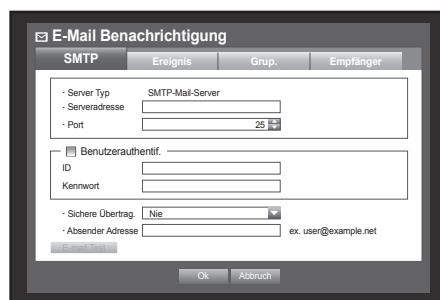 E-Mail Benachrichtigung
SMTP Ereignis Grup. Empfänger
· Server Typ SMTP-Mail-Server
· Serveradresse
· Port 25
Benutzerauthentif.
ID
Kennwort
· Sichere Übertrag. Nie
· Absender Adresse ex. user@example.net
E-mail Test
Ok Abbruch